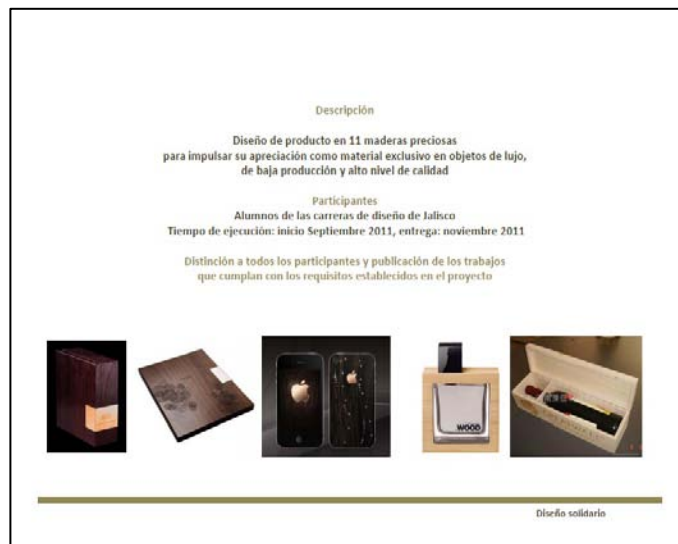 Descripción
Diseño de producto en 11 maderas preciosas
para impulsar su apreciación como material exclusivo en objetos de lujo,
de baja producción y alto nivel de calidad
Participantes
Alumnos de las carreras de diseño de Jalisco
Tiempo de ejecución: inicio Septiembre 2011, entrega: noviembre 2011
Distinción a todos los participantes y publicación de los trabajos
que cumplan con los requisitos establecidos en el proyecto
WOOD
Diseño solidario